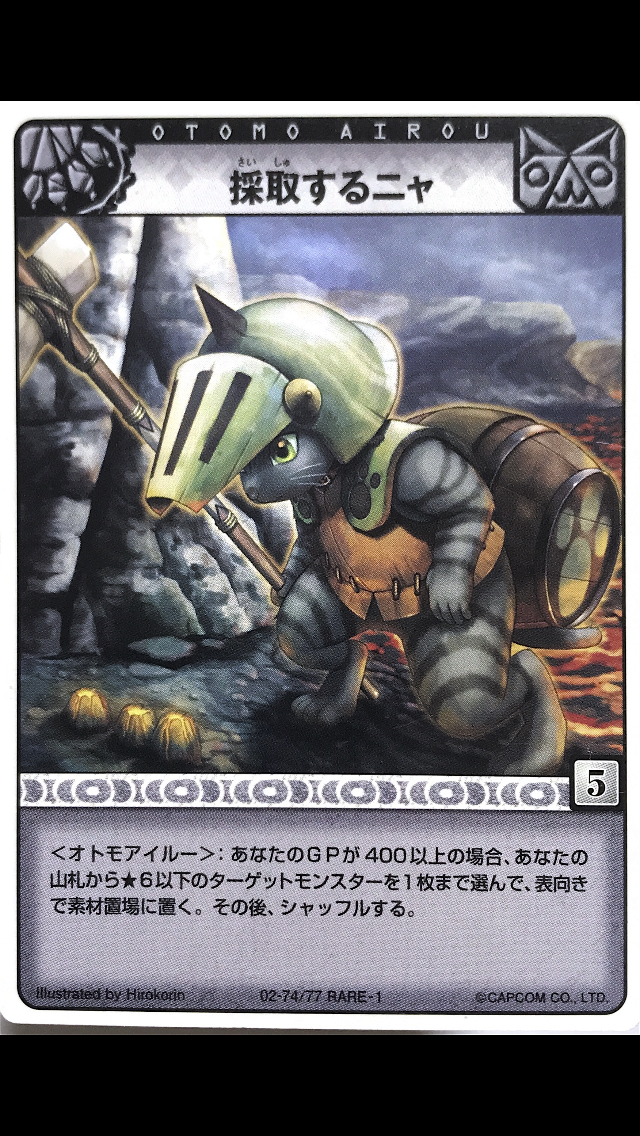 OTOMO AIROU
さい しゅ
採取するニャ
5
<オトモアイルー>：あなたのGPが400以上の場合、あなたの
山札から★6以下のターゲットモンスターを1枚まで選んで、表向き
で素材置場に置く。その後、シャッフルする。
Illustrated by Hirokorin 02-74/77 RARE-1 ©CAPCOM CO., LTD.